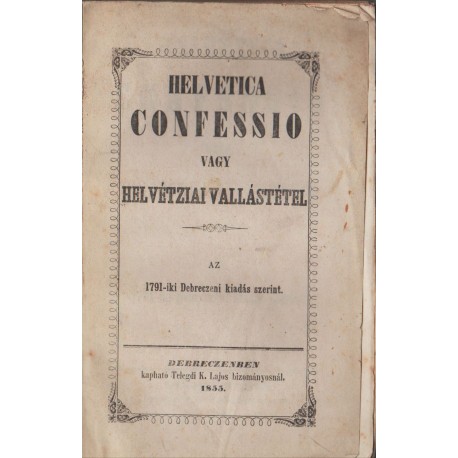 HELVETICA
CONFESSIO
VAGY
HELVÉTZIAI VALLÁSTÉTEL
AZ
1791-iki Debreczeni kiadás szerint.
DEBRECZENBEN
kapható Telegdi K. Lajos bizományosnál.
1855.